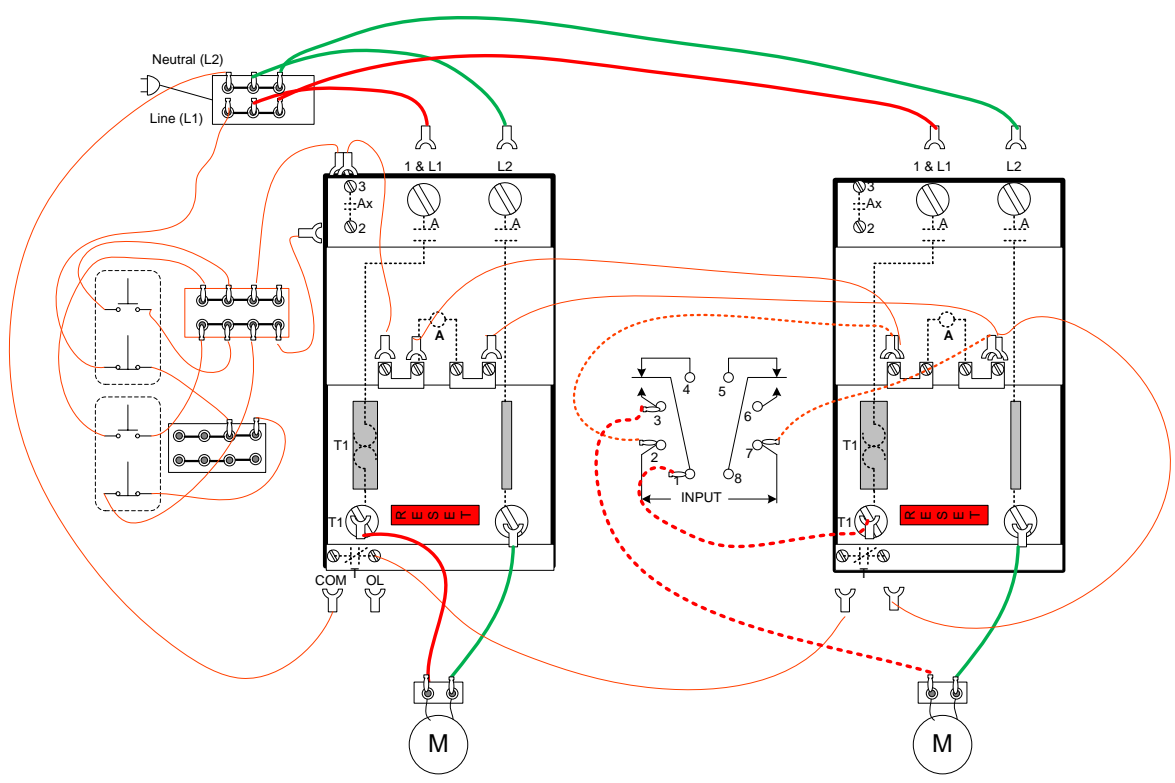 Neutral (L2)
Line (L1)
1 & L1
L2
1 & L1
L2
3
Ax
2
A
A
3
Ax
2
A
A
A
A
4
5
3
6
2
7
1
8
INPUT
T1
T1
T1
RESET
T1
RESET
T
COM
OL
T
M
M